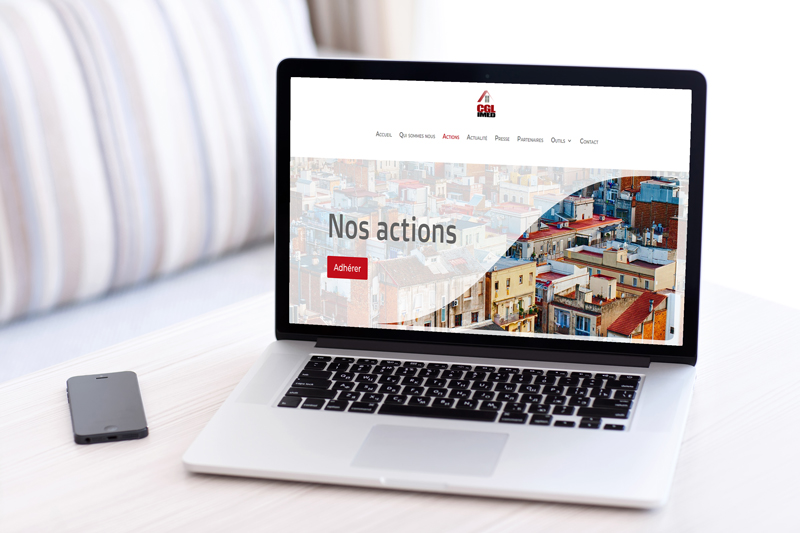 CGL
IMED
Accueil Qui sommes nous Actions Actualité Presse Partenaires Outils Contact
Nos actions
Adhérer